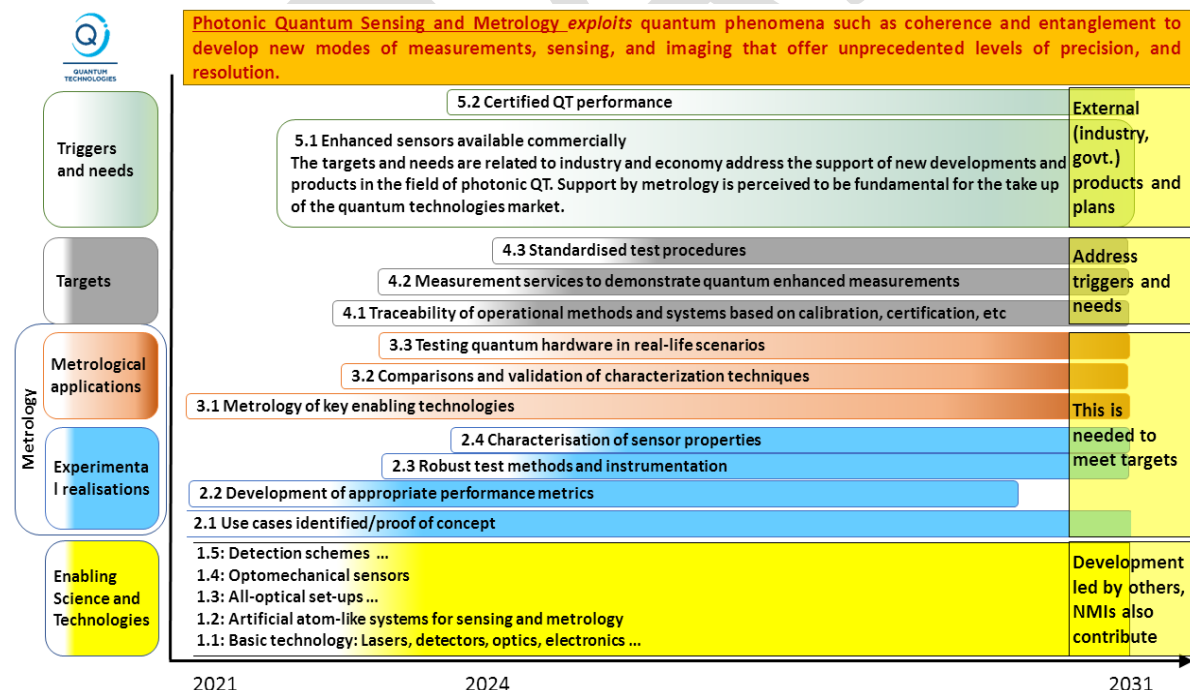 Photonic Quantum Sensing and Metrology exploits quantum phenomena such as coherence and entanglement to
develop new modes of measurements, sensing, and imaging that offer unprecedented levels of precision, and
resolution.
QUANTUM
TECHNOLOGIES
Triggers
and needs
5.2 Certified QT performance
5.1 Enhanced sensors available commercially
The targets and needs are related to industry and economy address the support of new developments and
products in the field of photonic QT. Support by metrology is perceived to be fundamental for the take up
of the quantum technologies market.
External
(industry,
govt.)
products and
plans
Targets
4.3 Standardised test procedures
4.2 Measurement services to demonstrate quantum enhanced measurements
4.1 Traceability of operational methods and systems based on calibration, certification, etc
Address
triggers and
needs
Metrology
Metrological
applications
3.3 Testing quantum hardware in real-life scenarios
3.2 Comparisons and validation of characterization techniques
3.1 Metrology of key enabling technologies
Experimenta
l realisations
2.4 Characterisation of sensor properties
2.3 Robust test methods and instrumentation
2.2 Development of appropriate performance metrics
2.1 Use cases identified/proof of concept
This is
needed to
meet targets
Enabling
Science and
Technologies
1.5: Detection schemes ...
1.4: Optomechanical sensors
1.3: All-optical set-ups ...
1.2: Artificial atom-like systems for sensing and metrology
1.1: Basic technology: Lasers, detectors, optics, electronics ...
Development
led by others,
NMIs also
contribute
2021
2024
2031